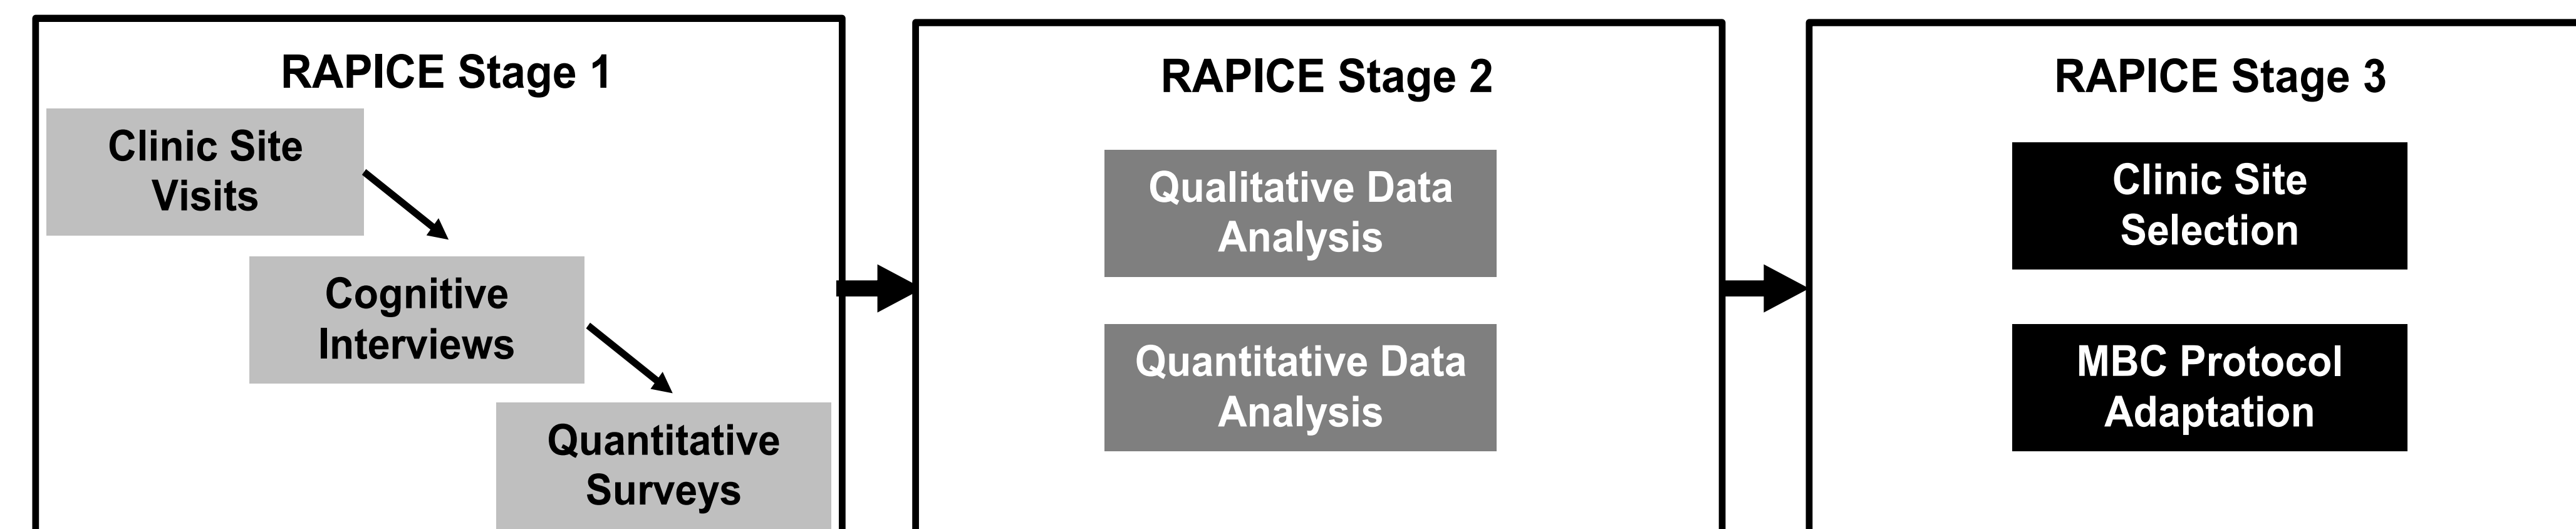 RAPICE Stage 1
Clinic Site
Visits
Cognitive
Interviews
Quantitative
Surveys
RAPICE Stage 2
Qualitative Data
Analysis
Quantitative Data
Analysis
RAPICE Stage 3
Clinic Site
Selection
MBC Protocol
Adaptation